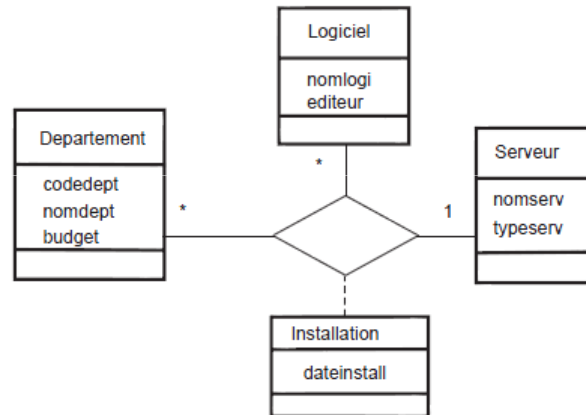 Logiciel
nomlogi
editeur
Departement
codedept
nomdept
budget
*
*
1
Serveur
nomserv
typeserv
Installation
dateinstall